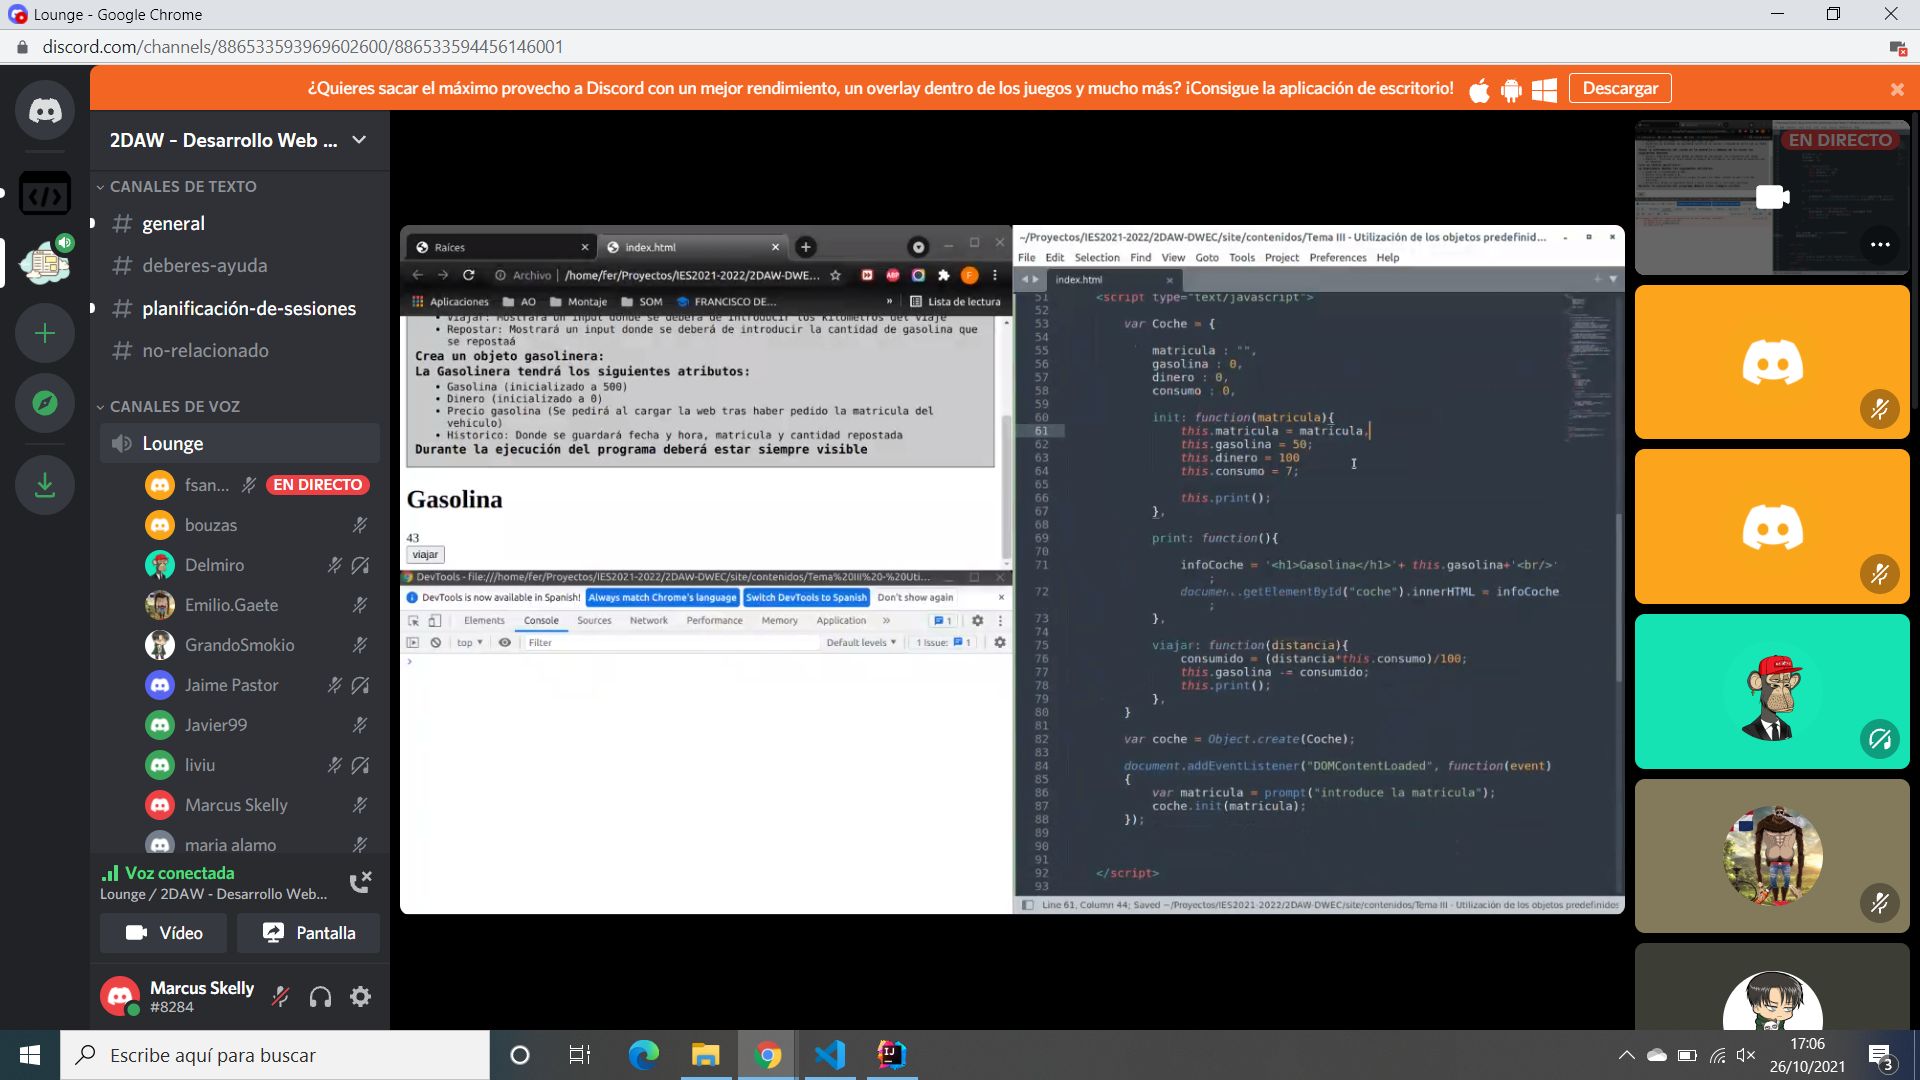 Lounge - Google Chrome
discord.com/channels/886533593969602600/886533594456146001
¿Quieres sacar el máximo provecho a Discord con un mejor rendimiento, un overlay dentro de los juegos y mucho más? ¡Consigue la aplicación de escritorio!
Descargar
2DAW - Desarrollo Web ...
CANALES DE TEXTO
general
deberes-ayuda
planificación-de-sesiones
no-relacionado
CANALES DE VOZ
Lounge
fsan...
EN DIRECTO
bouzas
Delmiro
Emilio.Gaete
GrandoSmokio
Jaime Pastor
Javier99
liviu
Marcus Skelly
maria alamo
Voz conectada
Lounge / 2DAW - Desarrollo Web...
Vídeo
Pantalla
Marcus Skelly
#8284
Raíces
index.html
Archivo
/home/fer/Proyectos/IES2021-2022/2DAW-DWE...
Aplicaciones
AO
Montaje
SOM
FRANCISCO DE...
»
Lista de lectura
• Viajar: Mostrará un input donde se deberá de introducir los kilómetros del viaje
• Repostar: Mostrará un input donde se deberá de introducir la cantidad de gasolina que
se repostaá
Crea un objeto gasolinera:
La Gasolinera tendrá los siguientes atributos:
• Gasolina (inicializado a 500)
• Dinero (inicializado a 0)
• Precio gasolina (Se pedirá al cargar la web tras haber pedido la matricula del
vehiculo)
• Historico: Donde se guardará fecha y hora, matricula y cantidad repostada
Durante la ejecución del programa deberá estar siempre visible
Gasolina
43
viajar
DevTools - file:///home/fer/Proyectos/IES2021-2022/2DAW-DWEC/site/contenidos/Tema%20III%20-%20Uti...
DevTools is now available in Spanish!
Always match Chrome's language
Switch DevTools to Spanish
Don't show again
Elements
Console
Sources
Network
Performance
Memory
Application
»
1
top
Filter
Default levels
1 Issue:
1
~/Proyectos/IES2021-2022/2DAW-DWEC/site/contenidos/Tema III - Utilización de los objetos predefinid...
File Edit Selection Find View Goto Tools Project Preferences Help
index.html
51 <script type="text/javascript">
52
53 var Coche = {
54
55 matricula : "",
56 gasolina : 0,
57 dinero : 0,
58 consumo : 0,
59
60 init: function(matricula){
61 this.matricula = matricula,
62 this.gasolina = 50;
63 this.dinero = 100
64 this.consumo = 7;
65
66 this.print();
67 },
68
69 print: function(){
70
71 infoCoche = '<h1>Gasolina</h1>'+ this.gasolina+'<br/>'
;
72 document.getElementById("coche").innerHTML = infoCoche
;
73 },
74
75 viajar: function(distancia){
76 consumido = (distancia*this.consumo)/100;
77 this.gasolina -= consumido;
78 this.print();
79 },
80 }
81
82 var coche = Object.create(Coche);
83
84 document.addEventListener("DOMContentLoaded", function(event)
85 {
86 var matricula = prompt("introduce la matricula");
87 coche.init(matricula);
88 });
89
90
91
92 </script>
93
Line 61, Column 44; Saved ~/Proyectos/IES2021-2022/2DAW-DWEC/site/contenidos/Tema III - Utilización de los objetos predefinidos
EN DIRECTO
Escribe aquí para buscar
17:06
26/10/2021
3